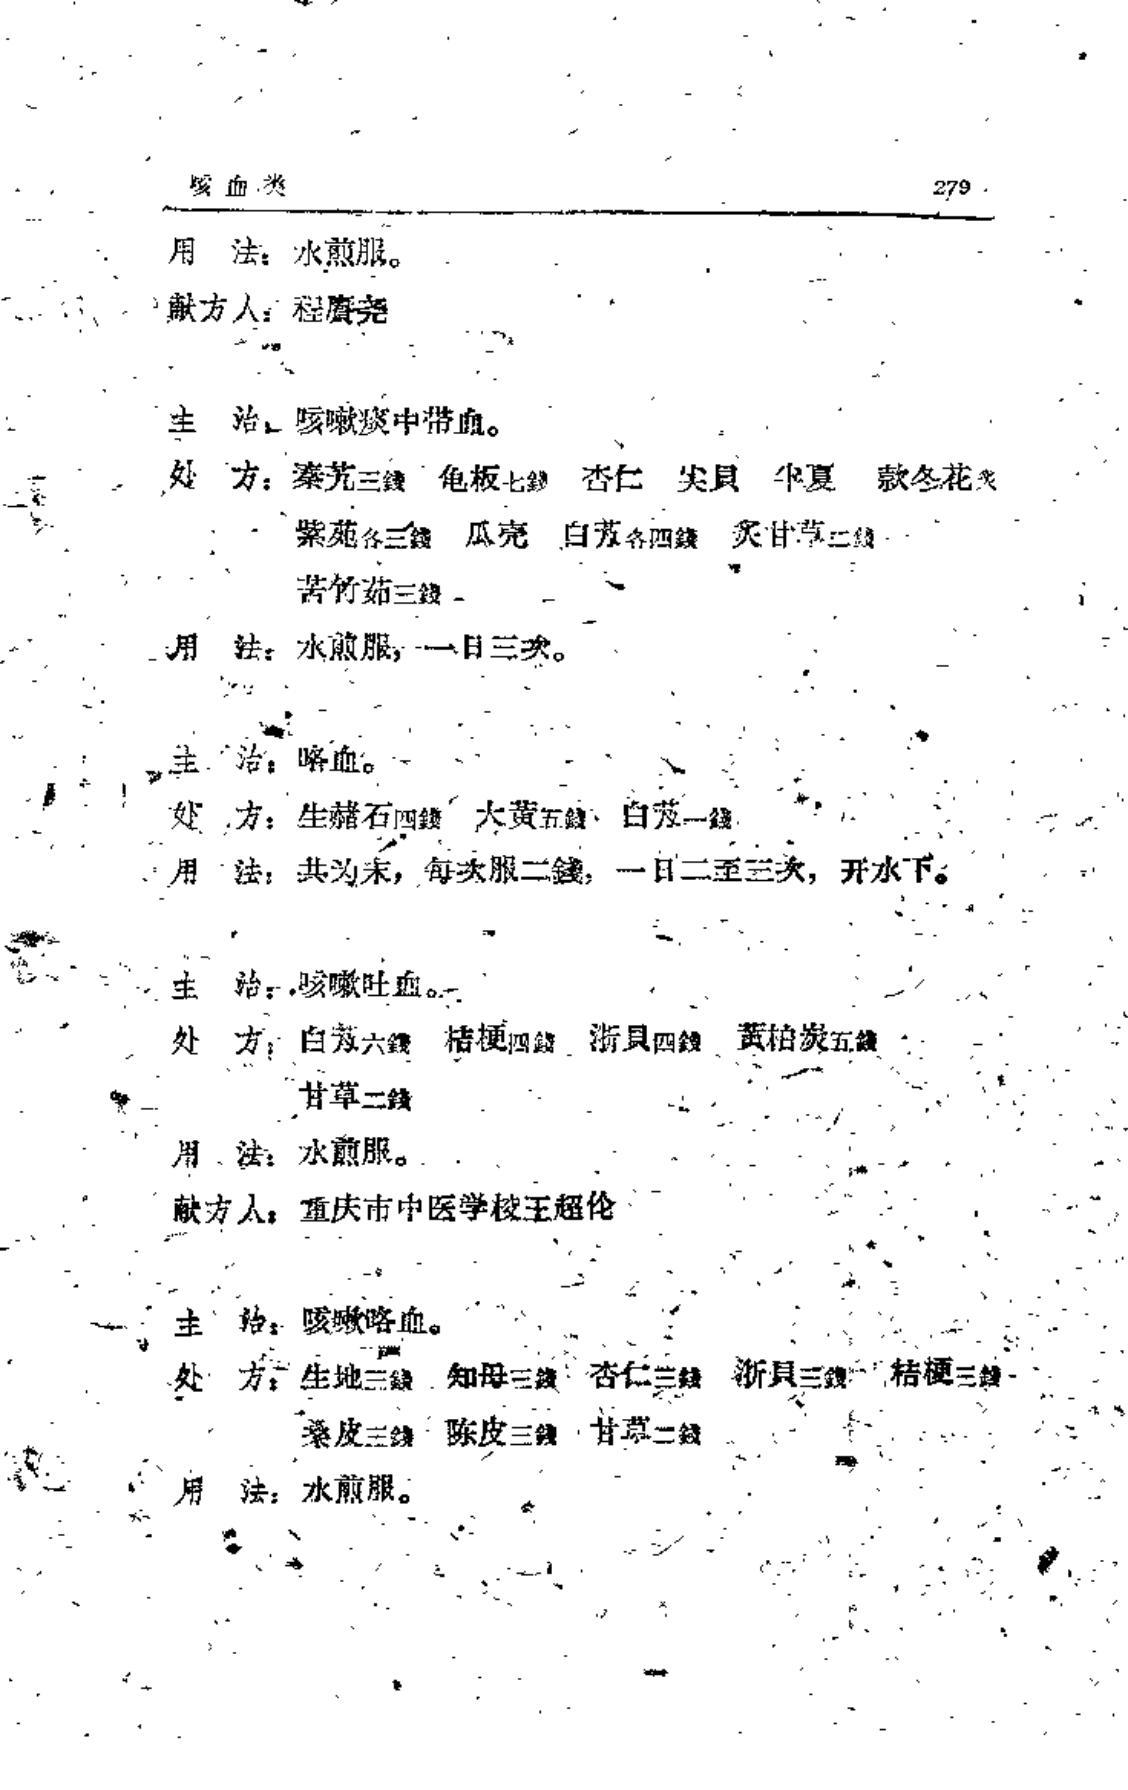 咳血类 279
用 法：水煎服。
献方人：程赓尧
主 治：咳嗽痰中带血。
处 方：秦艽三錢 龟板七錢 杏仁 尖貝 半夏 款冬花炙
紫苑各三錢 瓜壳 白芨各四錢 炙甘草二錢
苦竹茹三錢
用 法：水煎服，一日三次。
主 治：咯血。
处 方：生赭石四錢 大黄五錢 白芨一錢
用 法：共为末，每次服二錢，一日二至三次，开水下。
主 治：咳嗽吐血。
处 方：白芨六錢 桔梗四錢 浙貝四錢 黄柏炭五錢
甘草二錢
用 法：水煎服。
献方人：重庆市中医学校王超伦
主 治：咳嗽咯血。
处 方：生地三錢 知母三錢 杏仁三錢 浙貝三錢 桔梗三錢
桑皮三錢 陈皮三錢 甘草二錢
用 法：水煎服。